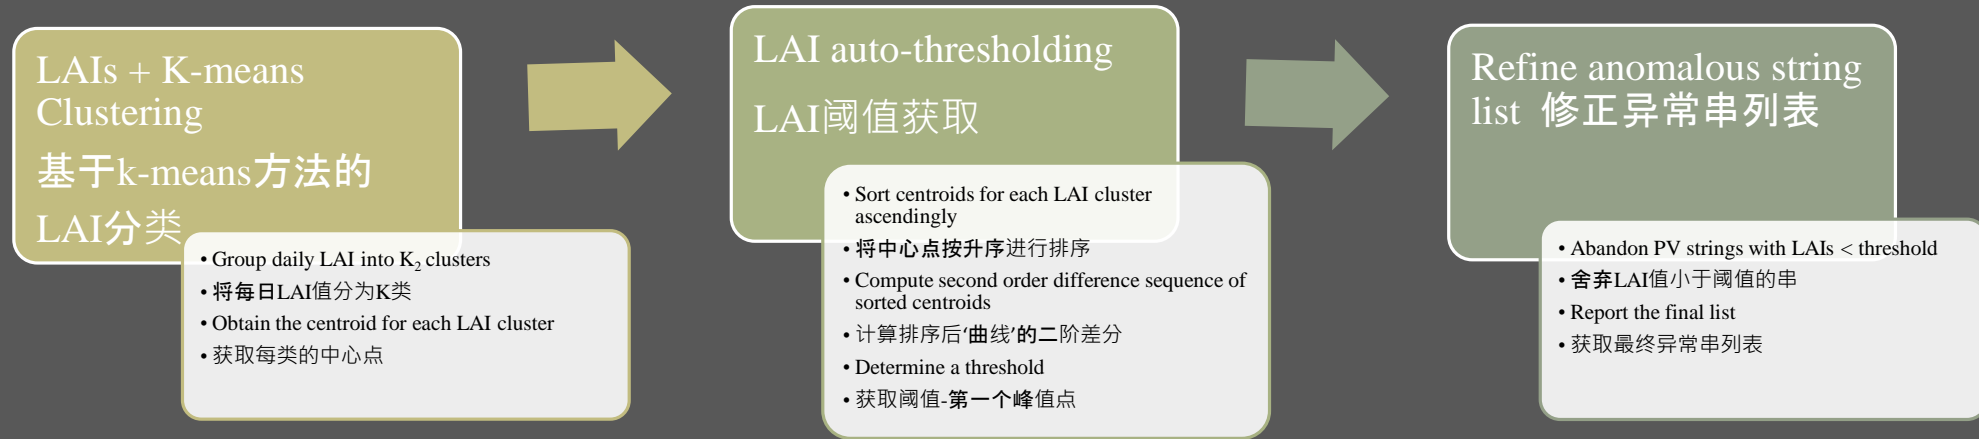 LAIs + K-means
Clustering
基于k-means方法的
LAI分类
• Group daily LAI into K₂ clusters
• 将每日LAI值分为K类
• Obtain the centroid for each LAI cluster
• 获取每类的中心点
LAI auto-thresholding
LAI阈值获取
• Sort centroids for each LAI cluster
ascendingly
• 将中心点按升序进行排序
• Compute second order difference sequence of
sorted centroids
• 计算排序后‘曲线’的二阶差分
• Determine a threshold
• 获取阈值-第一个峰值点
Refine anomalous string
list 修正异常串列表
• Abandon PV strings with LAIs < threshold
• 舍弃LAI值小于阈值的串
• Report the final list
• 获取最终异常串列表